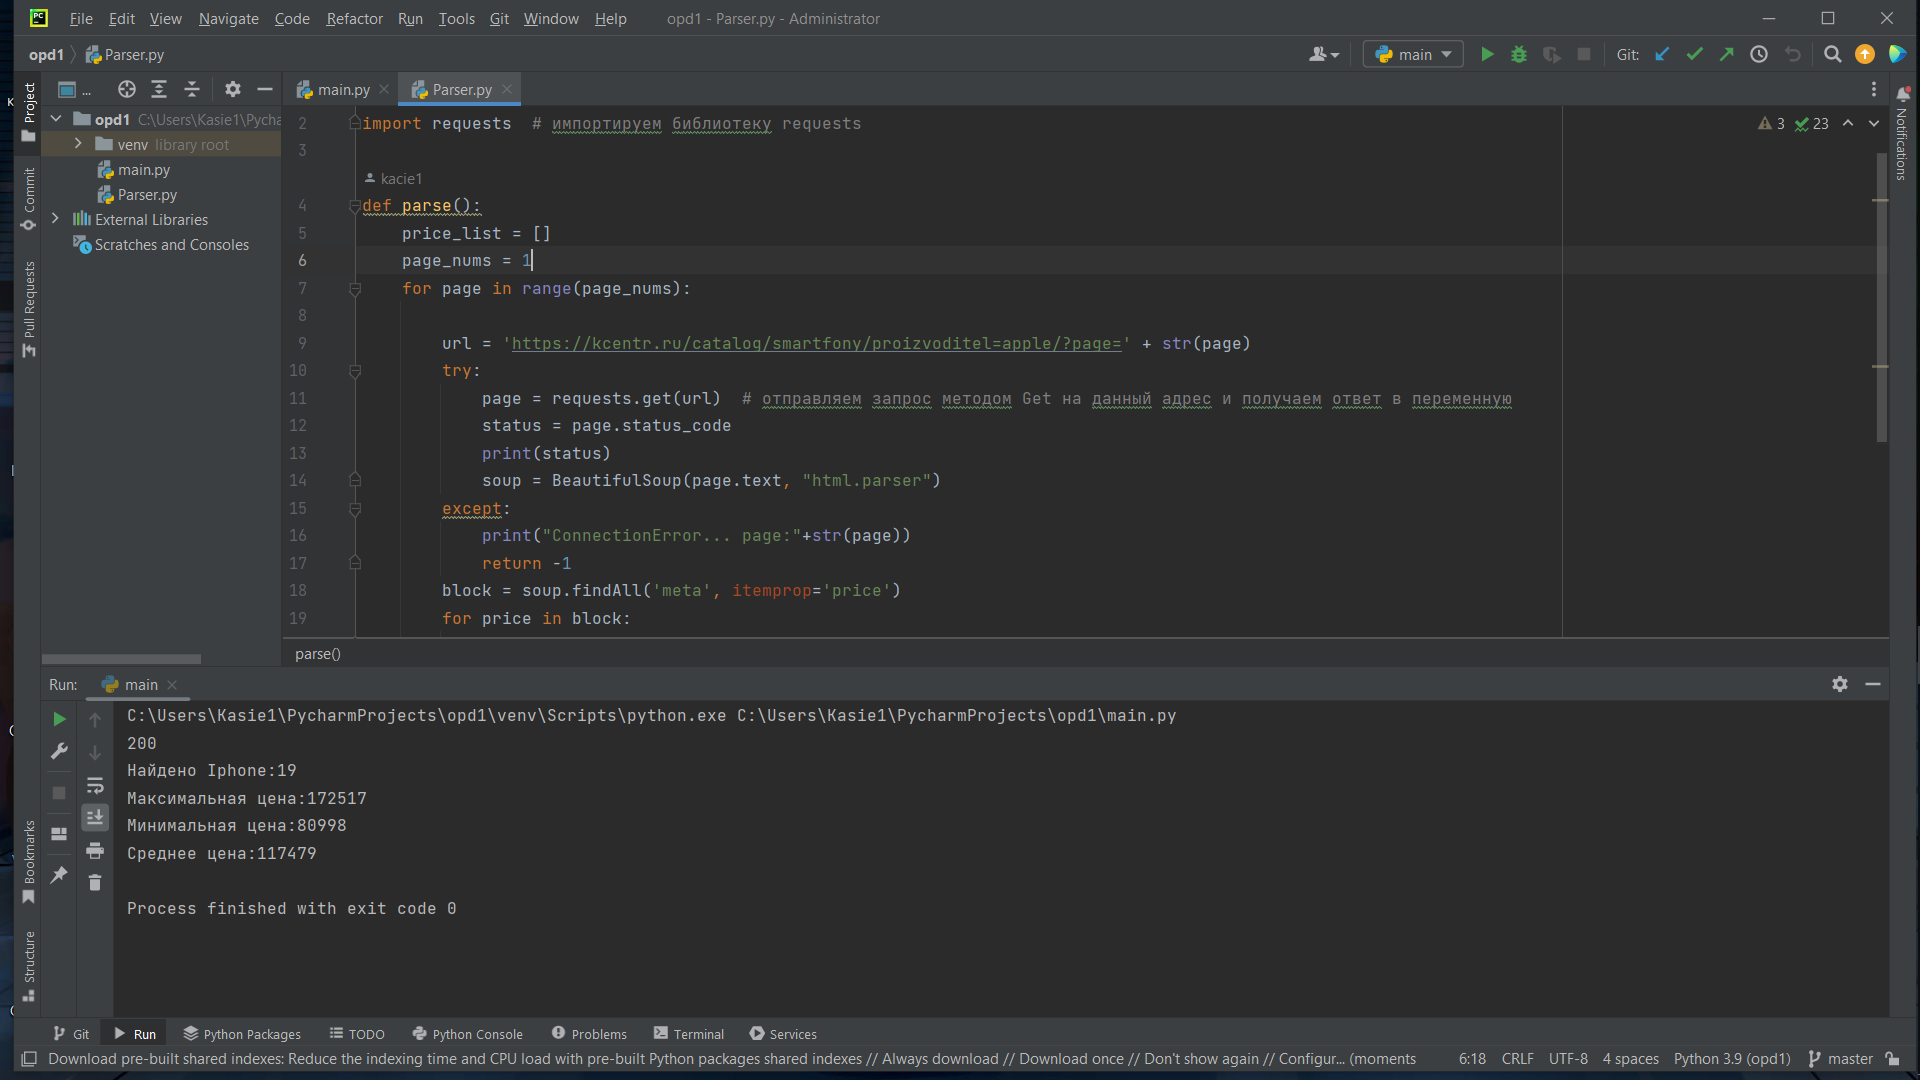 File Edit View Navigate Code Refactor Run Tools Git Window Help opd1 - Parser.py - Administrator
opd1 Parser.py main Git:
... main.py Parser.py
Project
Commit
Pull Requests
Bookmarks
Structure
Notifications
opd1 C:\Users\Kasie1\Pycha
venv library root
main.py
Parser.py
External Libraries
Scratches and Consoles
3 23
2 import requests # импортируем библиотеку requests
3
kacie1
4 def parse():
5 price_list = []
6 page_nums = 1
7 for page in range(page_nums):
8
9 url = 'https://kcentr.ru/catalog/smartfony/proizvoditel=apple/?page=' + str(page)
10 try:
11 page = requests.get(url) # отправляем запрос методом Get на данный адрес и получаем ответ в переменную
12 status = page.status_code
13 print(status)
14 soup = BeautifulSoup(page.text, "html.parser")
15 except:
16 print("ConnectionError... page:"+str(page))
17 return -1
18 block = soup.findAll('meta', itemprop='price')
19 for price in block:
parse()
Run: main
C:\Users\Kasie1\PycharmProjects\opd1\venv\Scripts\python.exe C:\Users\Kasie1\PycharmProjects\opd1\main.py
200
Найдено Iphone:19
Максимальная цена:172517
Минимальная цена:80998
Среднее цена:117479
Process finished with exit code 0
Git Run Python Packages TODO Python Console Problems Terminal Services
Download pre-built shared indexes: Reduce the indexing time and CPU load with pre-built Python packages shared indexes // Always download // Download once // Don't show again // Configur... (moments 6:18 CRLF UTF-8 4 spaces Python 3.9 (opd1) master